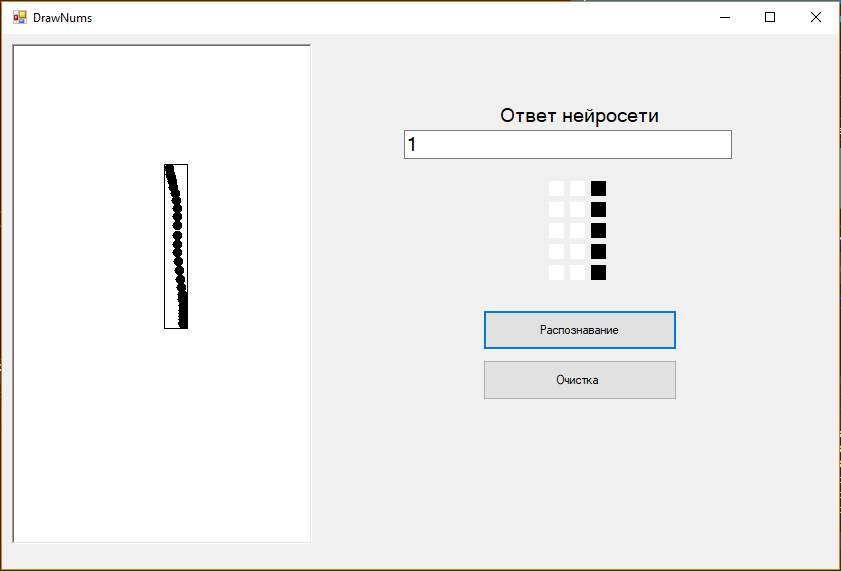 DrawNums
Ответ нейросети
1
Распознавание
Очистка